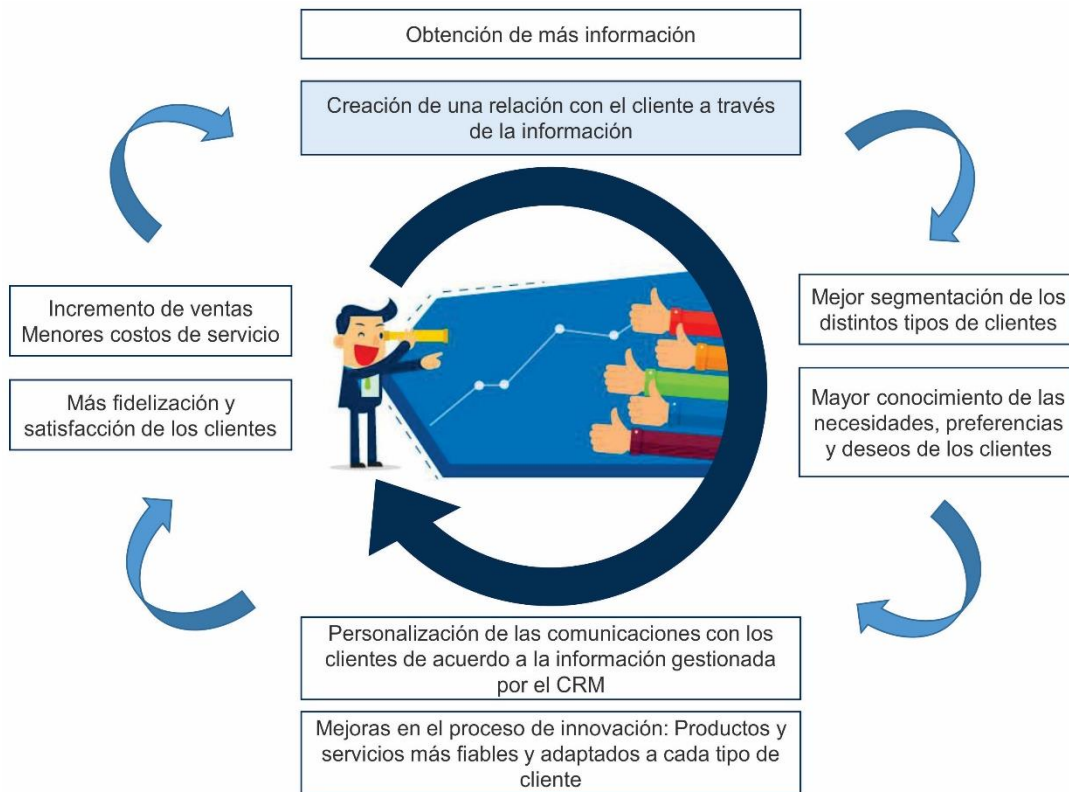 Obtención de más información
Creación de una relación con el cliente a través
de la información
Incremento de ventas
Menores costos de servicio
Más fidelización y
satisfacción de los clientes
Mejor segmentación de los
distintos tipos de clientes
Mayor conocimiento de las
necesidades, preferencias
y deseos de los clientes
Personalización de las comunicaciones con los
clientes de acuerdo a la información gestionada
por el CRM
Mejoras en el proceso de innovación: Productos y
servicios más fiables y adaptados a cada tipo de
cliente